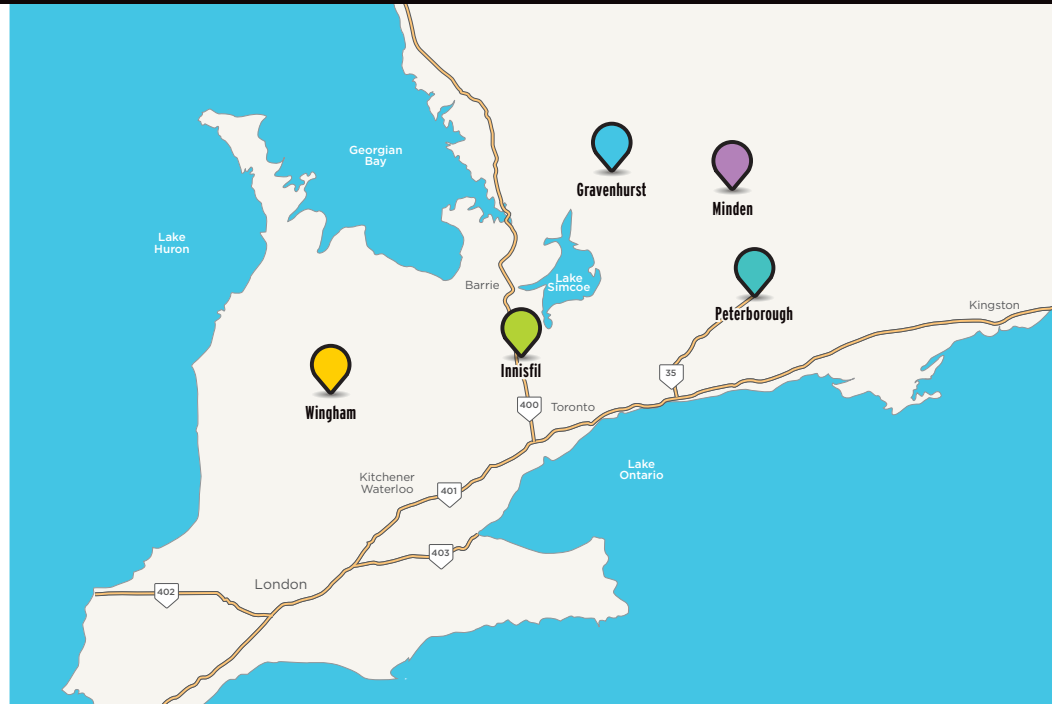 Georgian
Bay
Gravenhurst
Minden
Lake
Huron
Barrie
Lake
Simcoe
Peterborough
Kingston
Innisfil
35
Wingham
400
Toronto
Kitchener
Waterloo
401
Lake
Ontario
403
London
402